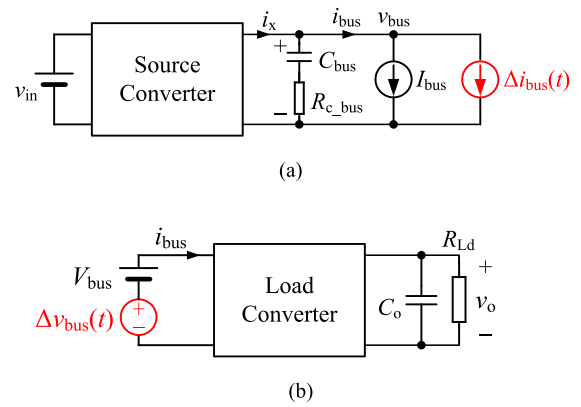 i_x i_bus v_bus
+
C_bus
v_in
Source
Converter
I_bus
Δi_bus(t)
R_c_bus
−
(a)
i_bus
R_Ld
V_bus
+
Load
Converter
C_o
v_o
Δv_bus(t)
+
−
−
(b)